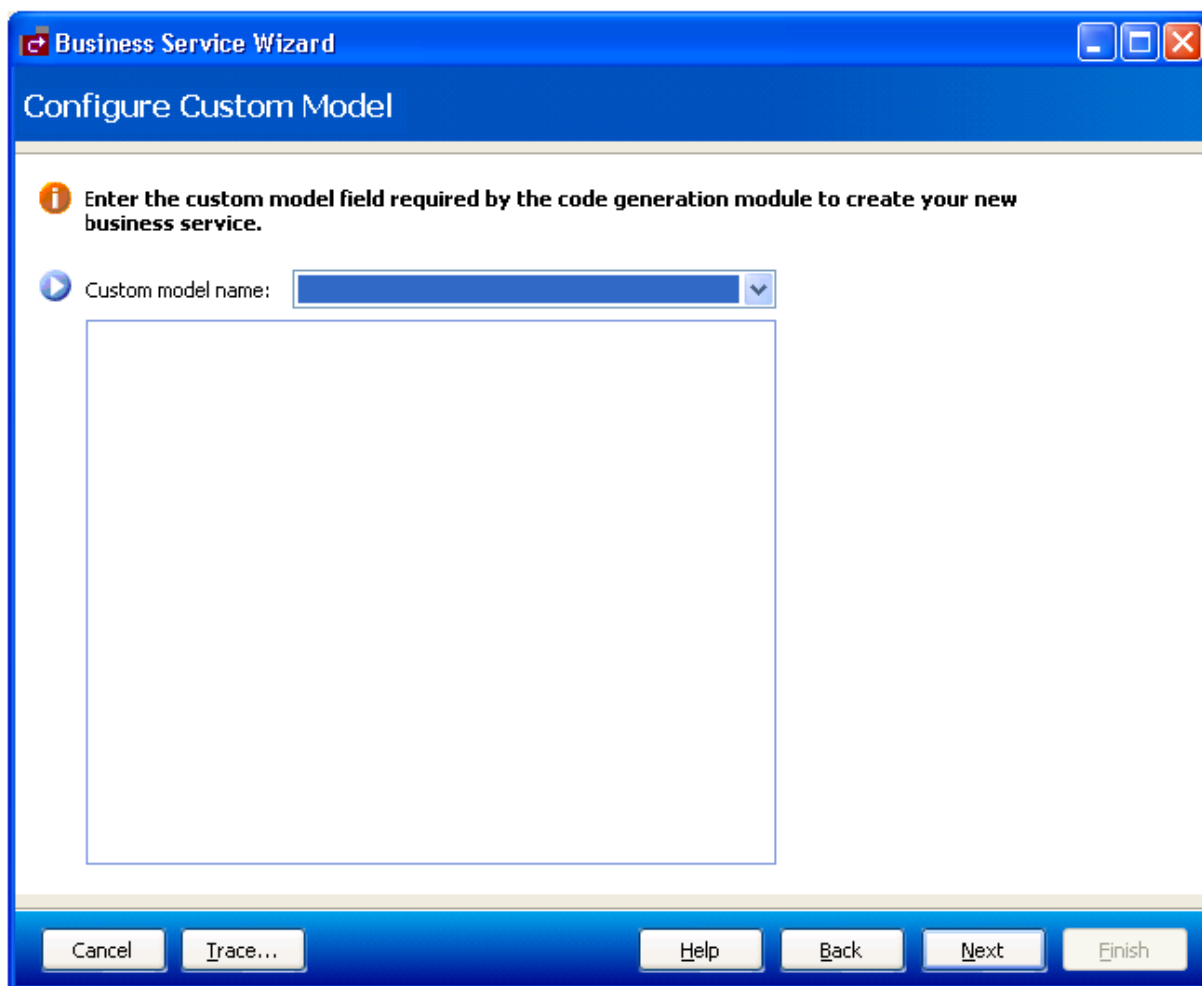 Business Service Wizard
Configure Custom Model
Enter the custom model field required by the code generation module to create your new
business service.
Custom model name:
Cancel
Trace...
Help
Back
Next
Finish